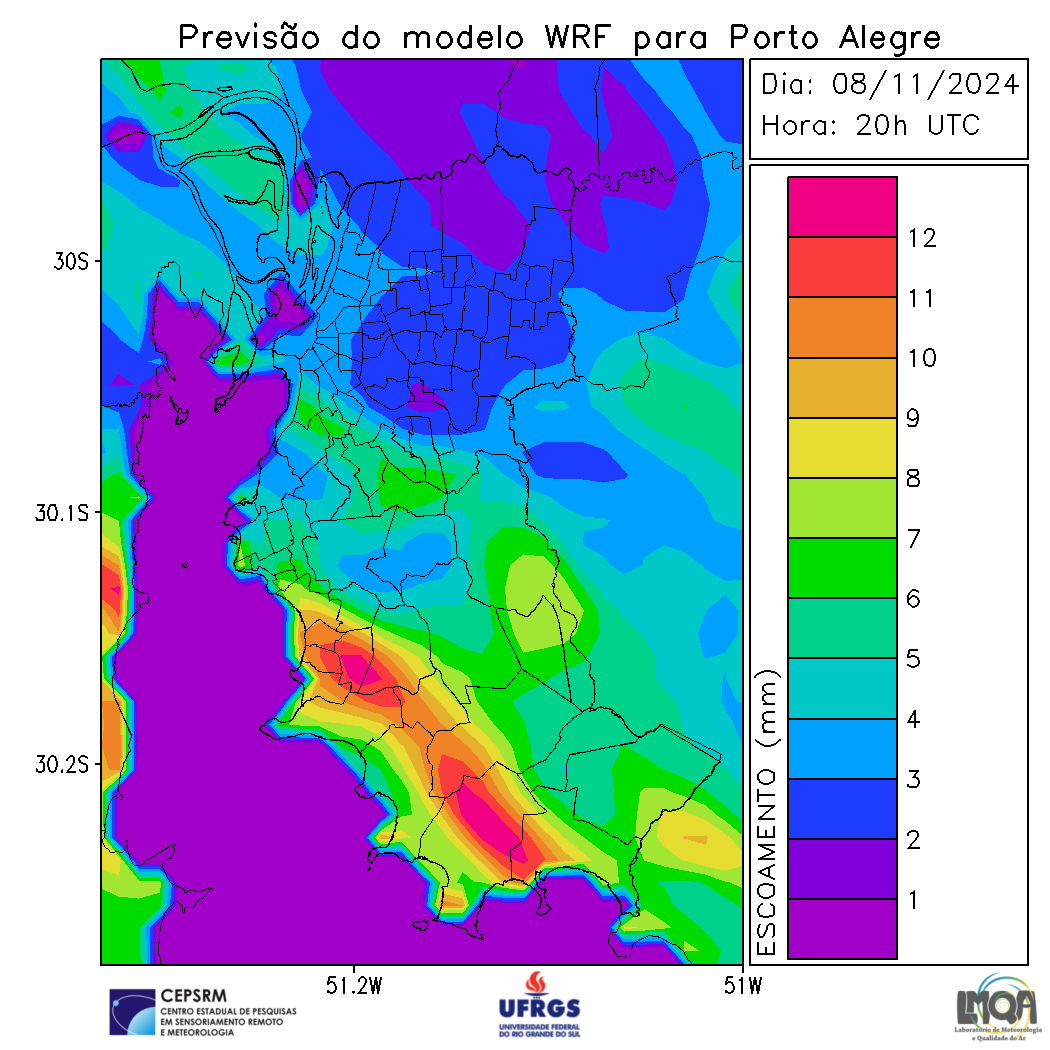 Previsão do modelo WRF para Porto Alegre
Dia: 08/11/2024
Hora: 20h UTC
30S
30.1S
30.2S
51.2W
51W
12
11
10
9
8
7
6
5
4
3
2
1
ESCOAMENTO (mm)
CEPSRM
CENTRO ESTADUAL DE PESQUISAS
EM SENSORIAMENTO REMOTO
E METEOROLOGIA
UFRGS
UNIVERSIDADE FEDERAL
DO RIO GRANDE DO SUL
LMQA
Laboratório de Meteorologia
e Qualidade do Ar